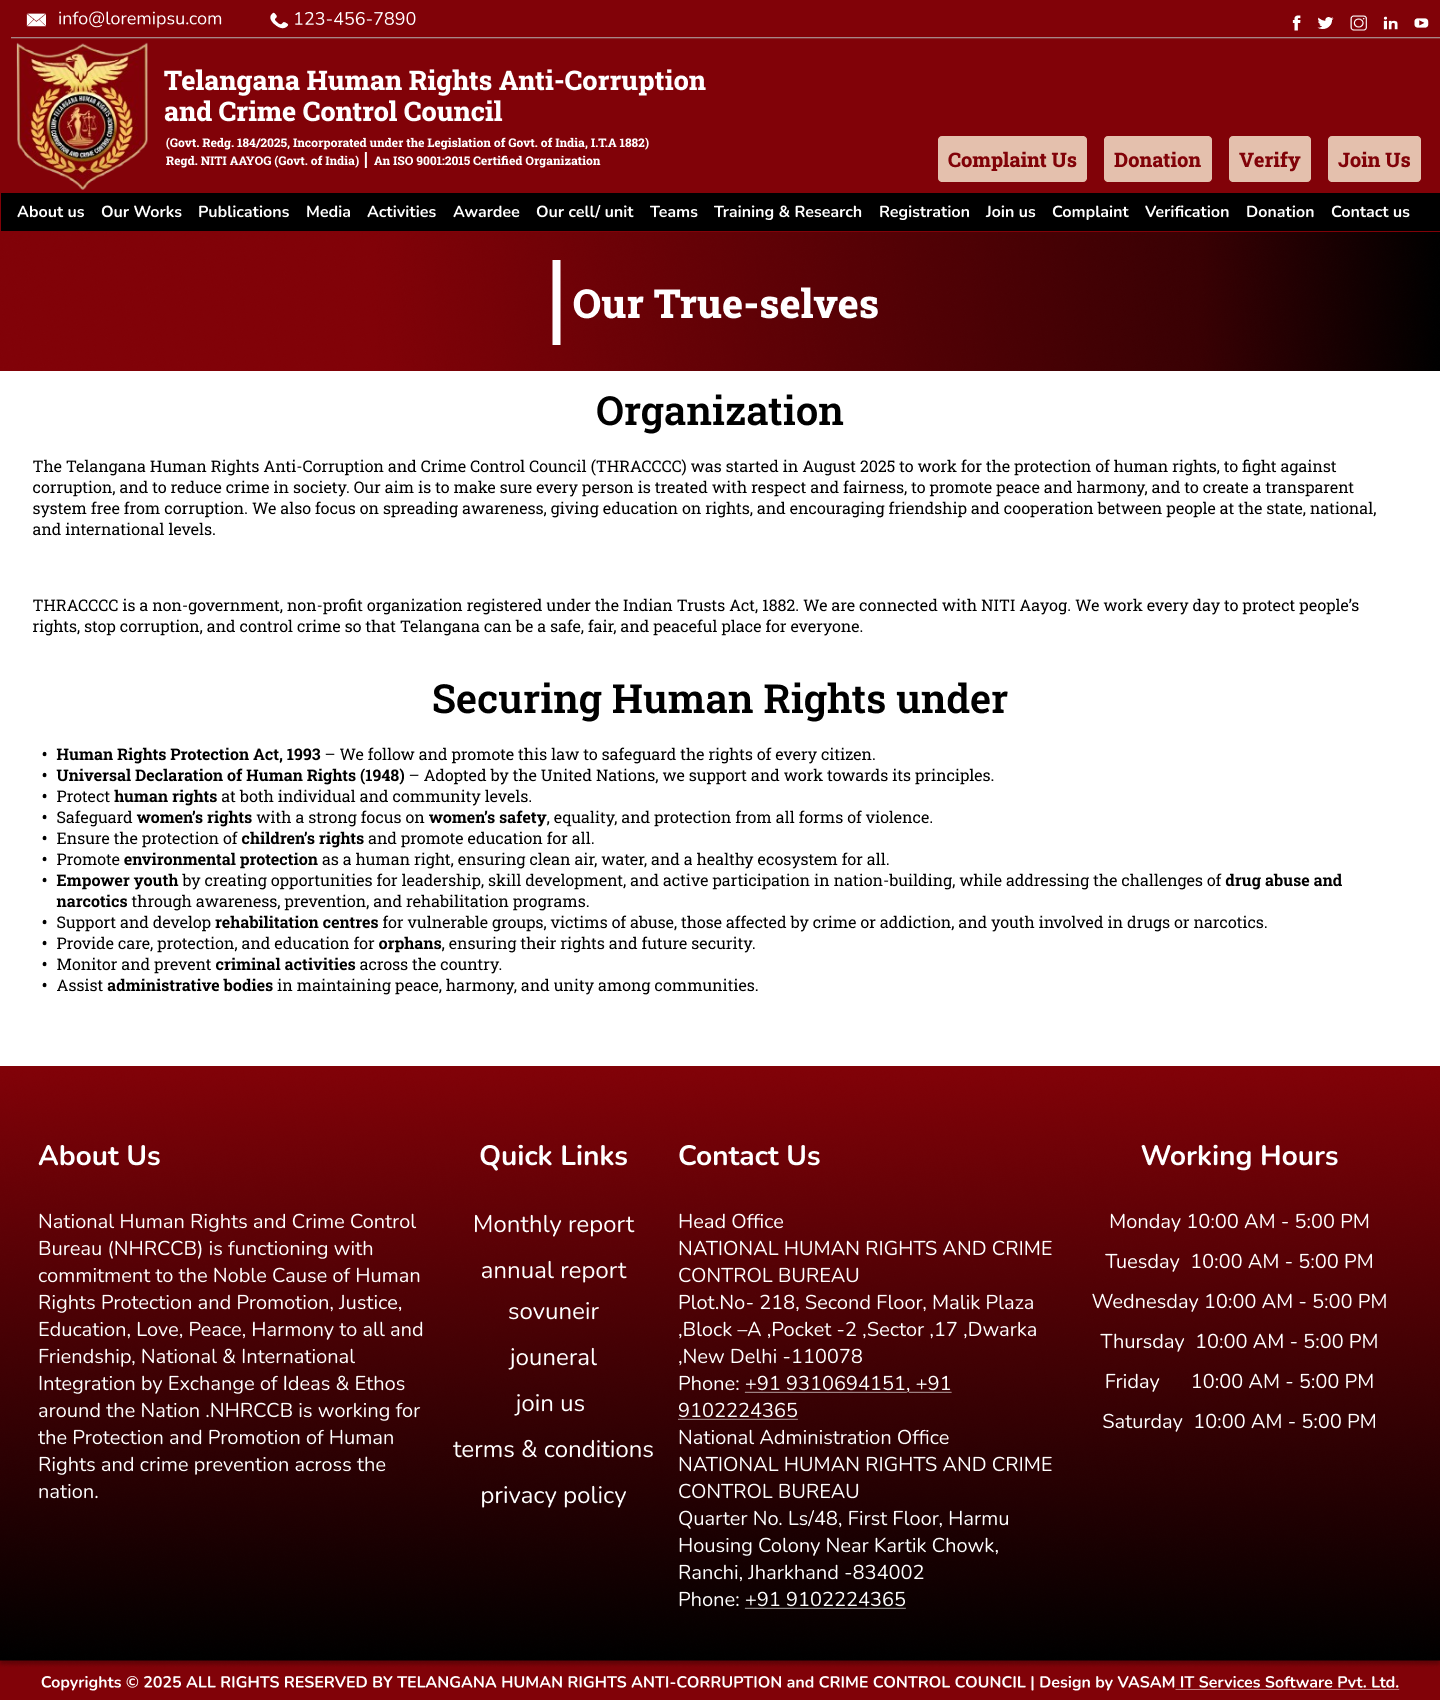 info@loremipsu.com 123-456-7890
Telangana Human Rights Anti-Corruption
and Crime Control Council
(Govt. Redg. 184/2025, Incorporated under the Legislation of Govt. of India, I.T.A 1882)
Regd. NITI AAYOG (Govt. of India) | An ISO 9001:2015 Certified Organization
Complaint Us Donation Verify Join Us
About us Our Works Publications Media Activities Awardee Our cell/ unit Teams Training & Research Registration Join us Complaint Verification Donation Contact us
Our True-selves
Organization
The Telangana Human Rights Anti-Corruption and Crime Control Council (THRACCCC) was started in August 2025 to work for the protection of human rights, to fight against
corruption, and to reduce crime in society. Our aim is to make sure every person is treated with respect and fairness, to promote peace and harmony, and to create a transparent
system free from corruption. We also focus on spreading awareness, giving education on rights, and encouraging friendship and cooperation between people at the state, national,
and international levels.
THRACCCC is a non-government, non-profit organization registered under the Indian Trusts Act, 1882. We are connected with NITI Aayog. We work every day to protect people's
rights, stop corruption, and control crime so that Telangana can be a safe, fair, and peaceful place for everyone.
Securing Human Rights under
• Human Rights Protection Act, 1993 – We follow and promote this law to safeguard the rights of every citizen.
• Universal Declaration of Human Rights (1948) – Adopted by the United Nations, we support and work towards its principles.
• Protect human rights at both individual and community levels.
• Safeguard women's rights with a strong focus on women's safety, equality, and protection from all forms of violence.
• Ensure the protection of children's rights and promote education for all.
• Promote environmental protection as a human right, ensuring clean air, water, and a healthy ecosystem for all.
• Empower youth by creating opportunities for leadership, skill development, and active participation in nation-building, while addressing the challenges of drug abuse and
narcotics through awareness, prevention, and rehabilitation programs.
• Support and develop rehabilitation centres for vulnerable groups, victims of abuse, those affected by crime or addiction, and youth involved in drugs or narcotics.
• Provide care, protection, and education for orphans, ensuring their rights and future security.
• Monitor and prevent criminal activities across the country.
• Assist administrative bodies in maintaining peace, harmony, and unity among communities.
About Us
National Human Rights and Crime Control
Bureau (NHRCCB) is functioning with
commitment to the Noble Cause of Human
Rights Protection and Promotion, Justice,
Education, Love, Peace, Harmony to all and
Friendship, National & International
Integration by Exchange of Ideas & Ethos
around the Nation .NHRCCB is working for
the Protection and Promotion of Human
Rights and crime prevention across the
nation.
Quick Links
Monthly report
annual report
sovuneir
jouneral
join us
terms & conditions
privacy policy
Contact Us
Head Office
NATIONAL HUMAN RIGHTS AND CRIME
CONTROL BUREAU
Plot.No- 218, Second Floor, Malik Plaza
,Block –A ,Pocket -2 ,Sector ,17 ,Dwarka
,New Delhi -110078
Phone: +91 9310694151, +91
9102224365
National Administration Office
NATIONAL HUMAN RIGHTS AND CRIME
CONTROL BUREAU
Quarter No. Ls/48, First Floor, Harmu
Housing Colony Near Kartik Chowk,
Ranchi, Jharkhand -834002
Phone: +91 9102224365
Working Hours
Monday 10:00 AM - 5:00 PM
Tuesday 10:00 AM - 5:00 PM
Wednesday 10:00 AM - 5:00 PM
Thursday 10:00 AM - 5:00 PM
Friday 10:00 AM - 5:00 PM
Saturday 10:00 AM - 5:00 PM
Copyrights © 2025 ALL RIGHTS RESERVED BY TELANGANA HUMAN RIGHTS ANTI-CORRUPTION and CRIME CONTROL COUNCIL | Design by VASAM IT Services Software Pvt. Ltd.